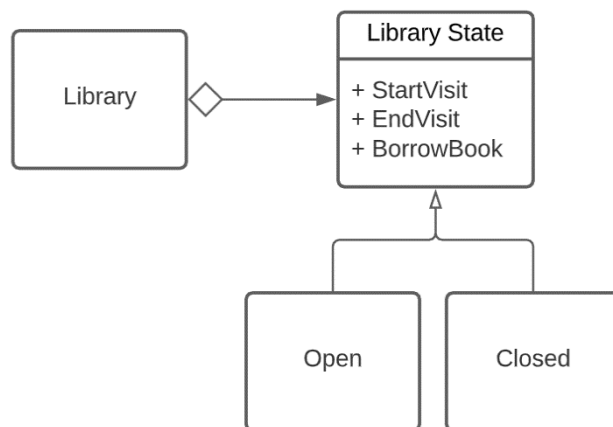 Library
Library State
+ StartVisit
+ EndVisit
+ BorrowBook
Open
Closed